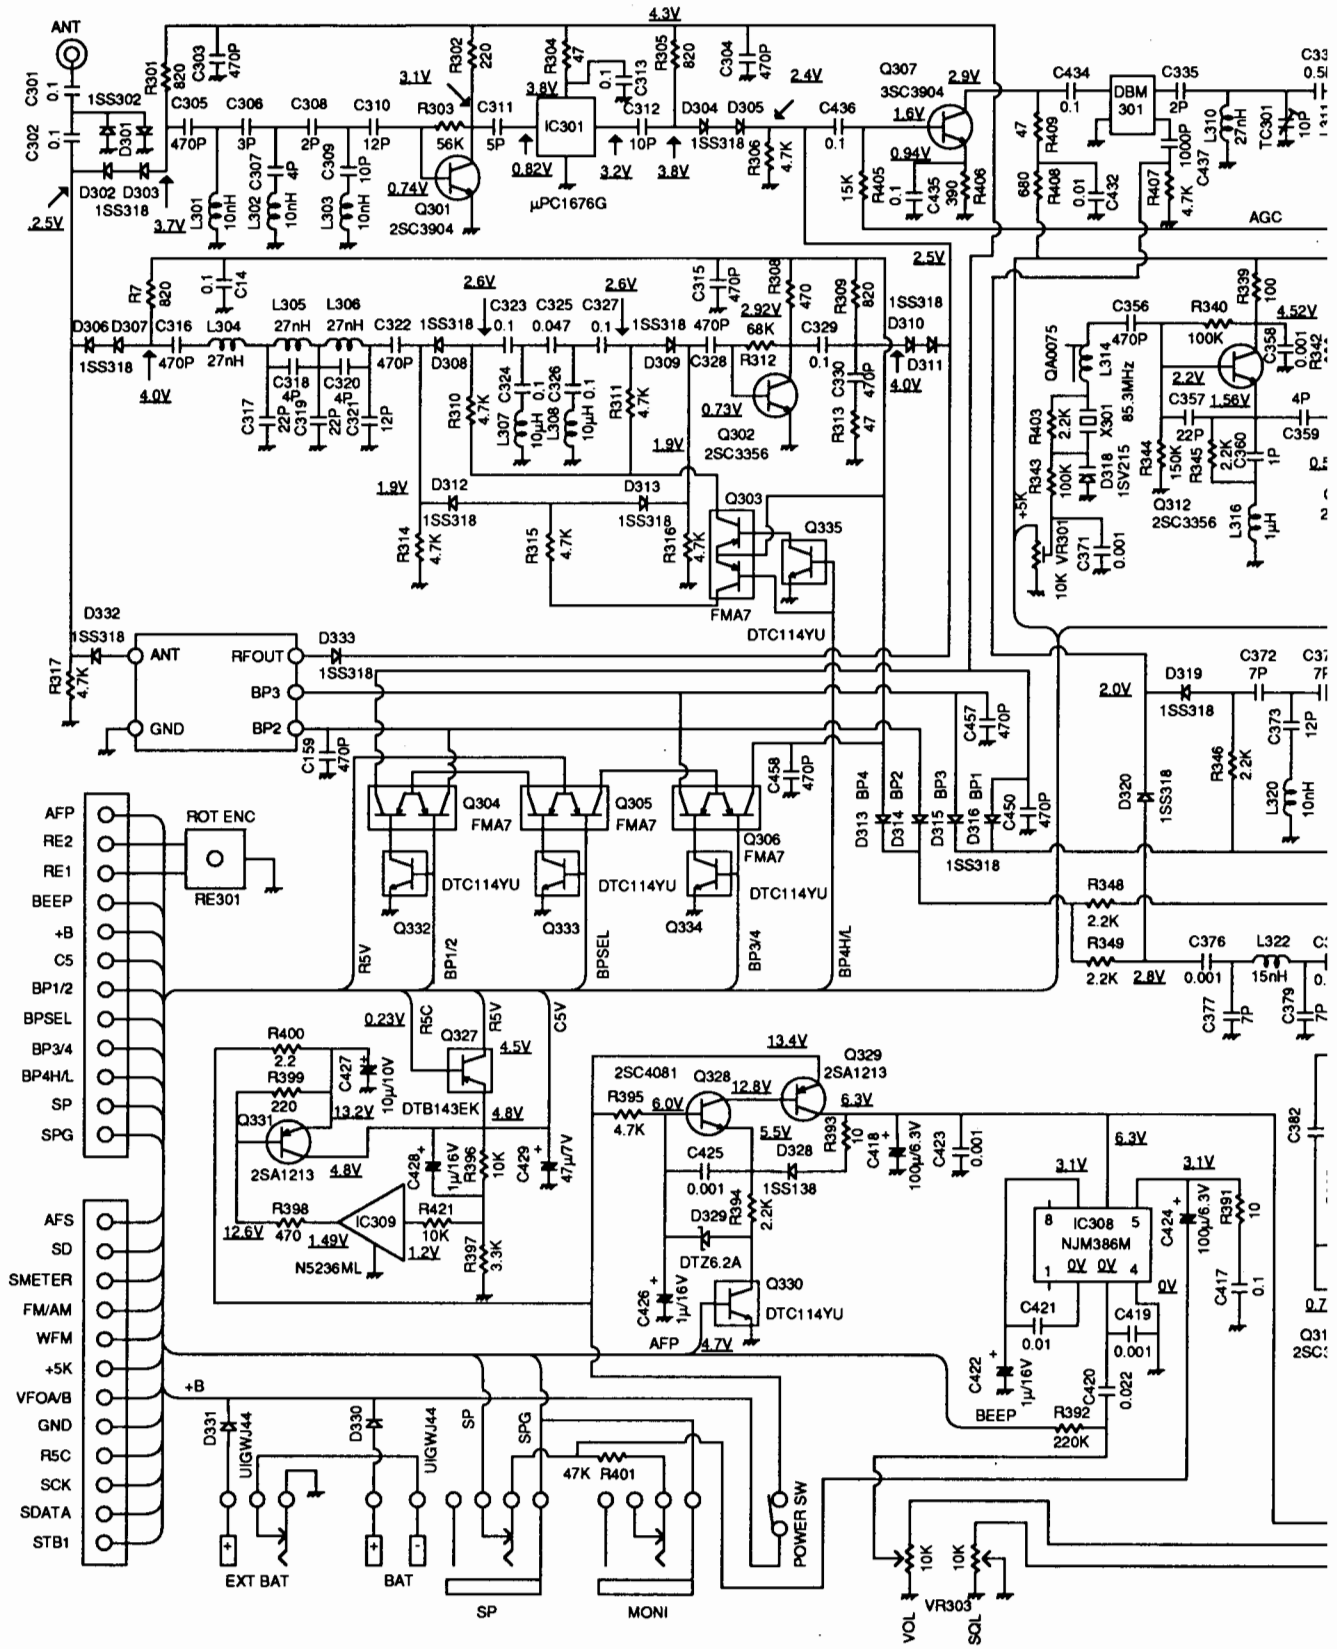 ANT
4.3V
C301
0.1
C302
0.1
1SS302
D301
R301
820
C303
470P
3.1V
R302
220
R304
47
3.8V
0.1
C313
R305
820
C304
470P
2.4V
Q307
3SC3904
2.9V
C434
0.1
DBM
301
C335
2P
L310
27nH
TC301
10P
C33
0.5
L311
C305
470P
C306
3P
C308
2P
C310
12P
R303
56K
C311
5P
IC301
C312
10P
D304
D305
1SS318
C436
0.1
1.6V
47
R409
1000P
C437
C307
4P
C309
10P
0.74V
0.82V
3.2V
3.8V
R306
4.7K
0.94V
15K
R405
0.1
C435
390
R406
680
R408
0.01
C432
R407
4.7K
D302
D303
1SS318
2.5V
3.7V
L301
10nH
L302
10nH
L303
10nH
Q301
2SC3904
µPC1676G
AGC
R7
820
0.1
C14
2.6V
2.6V
C315
470P
R308
470
R309
820
2.5V
1SS318
R339
100
4.52V
D306
D307
1SS318
C316
470P
L304
27nH
L305
27nH
L306
27nH
C322
470P
1SS318
D308
C323
0.1
C325
0.047
C327
0.1
1SS318
D309
470P
C328
2.92V
68K
R312
C329
0.1
D310
D311
QA0075
L314
C356
470P
R340
100K
C358
0.001
R342
4.0V
C318
4P
C320
4P
C317
22P
C319
22P
C321
12P
R310
4.7K
C324
0.1
C326
0.1
L307
10µH
L308
10µH
R311
4.7K
0.73V
Q302
2SC3356
C330
470P
R313
47
4.0V
85.3MHz
X301
R403
2.2K
2.2V
C357
22P
1.56V
4P
C359
1.9V
1.9V
D312
1SS318
D313
1SS318
Q303
Q335
R343
100K
D318
1SV215
R344
150K
R345
2.2K
C360
1P
Q312
2SC3356
L316
1µH
R314
4.7K
R315
4.7K
R316
4.7K
FMA7
DTC114YU
+5K
VR301
10K
C371
0.001
D332
1SS318
R317
4.7K
ANT
RFOUT
D333
1SS318
BP3
GND
BP2
C159
470P
C457
470P
C458
470P
2.0V
D319
1SS318
C372
7P
C37
7P
C373
12P
R346
2.2K
L320
10nH
D320
1SS318
Q304
FMA7
Q305
FMA7
Q306
FMA7
BP4
D313
BP2
D314
BP3
D315
BP1
D316
1SS318
C450
470P
Q332
DTC114YU
Q333
DTC114YU
Q334
DTC114YU
R5V
BP1/2
BPSEL
BP3/4
BP4H/L
R348
2.2K
R349
2.2K
2.8V
C376
0.001
L322
15nH
C377
7P
C379
7P
AFP
RE2
RE1
BEEP
+B
C5
BP1/2
BPSEL
BP3/4
BP4H/L
SP
SPG
ROT ENC
RE301
0.23V
R5C
R5V
C5V
Q327
4.5V
DTB143EK
4.8V
R400
2.2
R399
220
C427
10µ/10V
Q331
13.2V
2SA1213
4.8V
C428
1µ/16V
R396
10K
C429
47µ/7V
R398
470
12.6V
1.49V
IC309
N5236ML
R421
10K
1.2V
R397
3.3K
13.4V
2SC4081
Q328
12.8V
Q329
2SA1213
R395
4.7K
6.0V
6.3V
5.5V
C425
0.001
D328
1SS138
R393
10
C418
100µ/6.3V
C423
0.001
R394
2.2K
D329
DTZ6.2A
C426
1µ/16V
Q330
DTC114YU
AFP
4.7V
6.3V
3.1V
3.1V
8
5
IC308
NJM386M
1
0V
0V
4
0V
C424
100µ/6.3V
R391
10
C417
0.1
C382
0.7
Q31
2SC3
C421
0.01
C419
0.001
C422
1µ/16V
C420
0.022
BEEP
R392
220K
AFS
SD
SMETER
FM/AM
WFM
+5K
VFOA/B
GND
R5C
SCK
SDATA
STB1
+B
D331
UIGWJ44
D330
UIGWJ44
SP
SPG
47K
R401
POWER SW
+
EXT BAT
+
-
BAT
SP
MONI
10K
10K
VOL
VR303
SQL